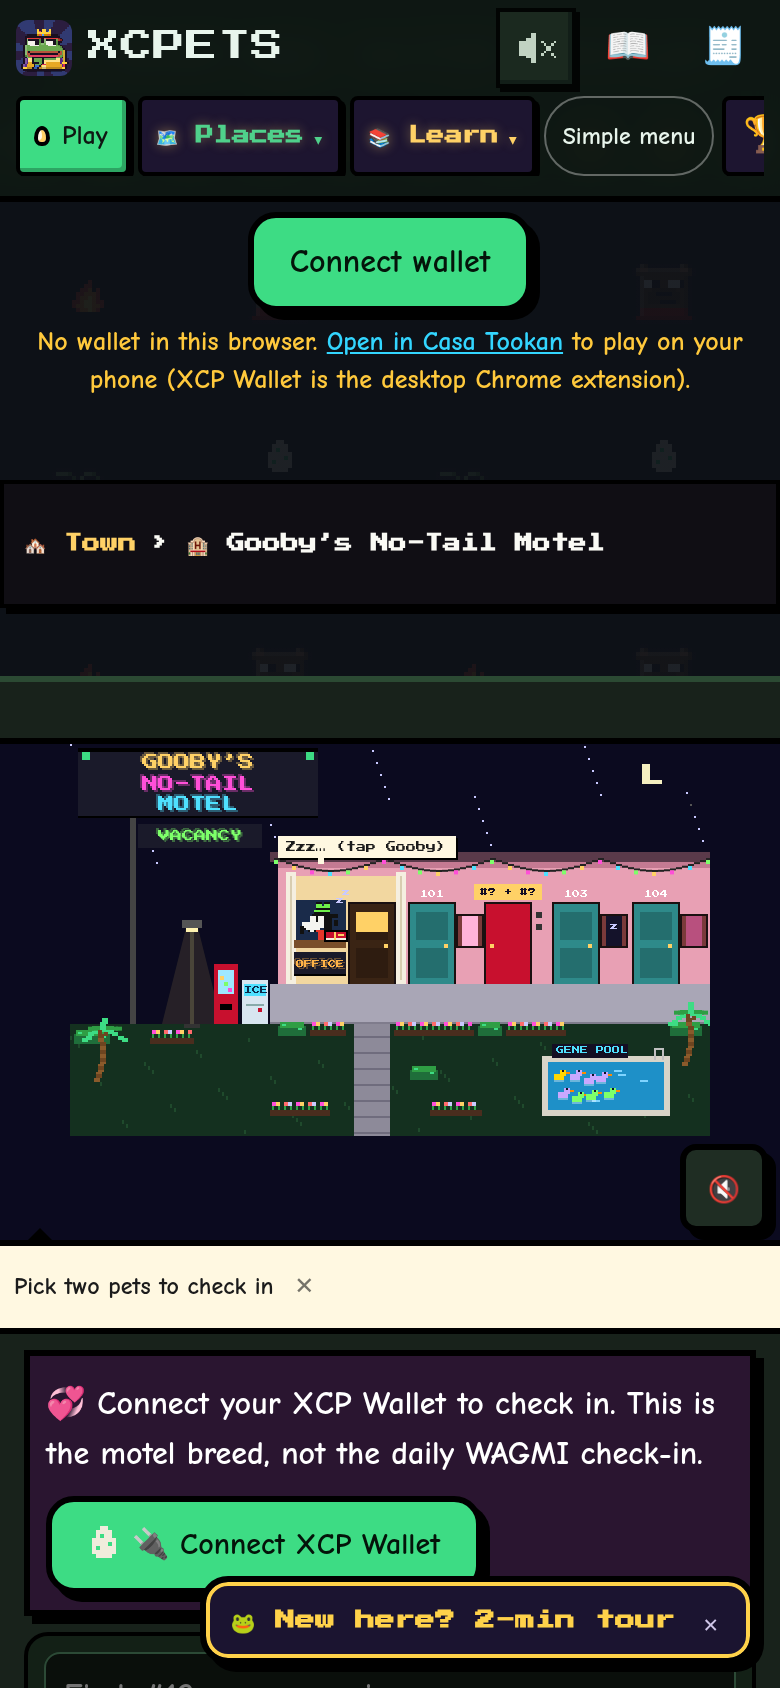 XCPETS
Play
Places ▾
Learn ▾
Simple menu
Connect wallet
No wallet in this browser. Open in Casa Tookan to play on your
phone (XCP Wallet is the desktop Chrome extension).
Town > Gooby's No-Tail Motel
GOOBY'S
NO-TAIL
MOTEL
VACANCY
Zzz… (tap Gooby)
101
#? + #?
103
104
z
z
OFFICE
ICE
GENE POOL
Pick two pets to check in ×
Connect your XCP Wallet to check in. This is
the motel breed, not the daily WAGMI check-in.
Connect XCP Wallet
New here? 2-min tour ×